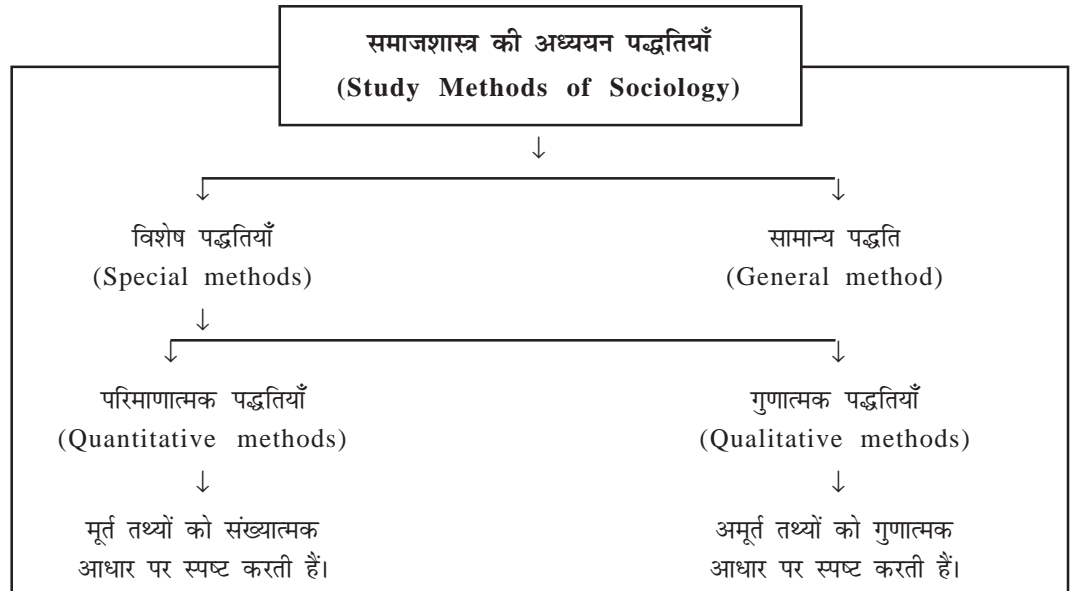 समाजशास्त्र की अध्ययन पद्धतियाँ
(Study Methods of Sociology)
↓
↓ ↓
विशेष पद्धतियाँ सामान्य पद्धति
(Special methods) (General method)
↓
↓ ↓
परिमाणात्मक पद्धतियाँ गुणात्मक पद्धतियाँ
(Quantitative methods) (Qualitative methods)
↓ ↓
मूर्त तथ्यों को संख्यात्मक अमूर्त तथ्यों को गुणात्मक
आधार पर स्पष्ट करती हैं। आधार पर स्पष्ट करती हैं।